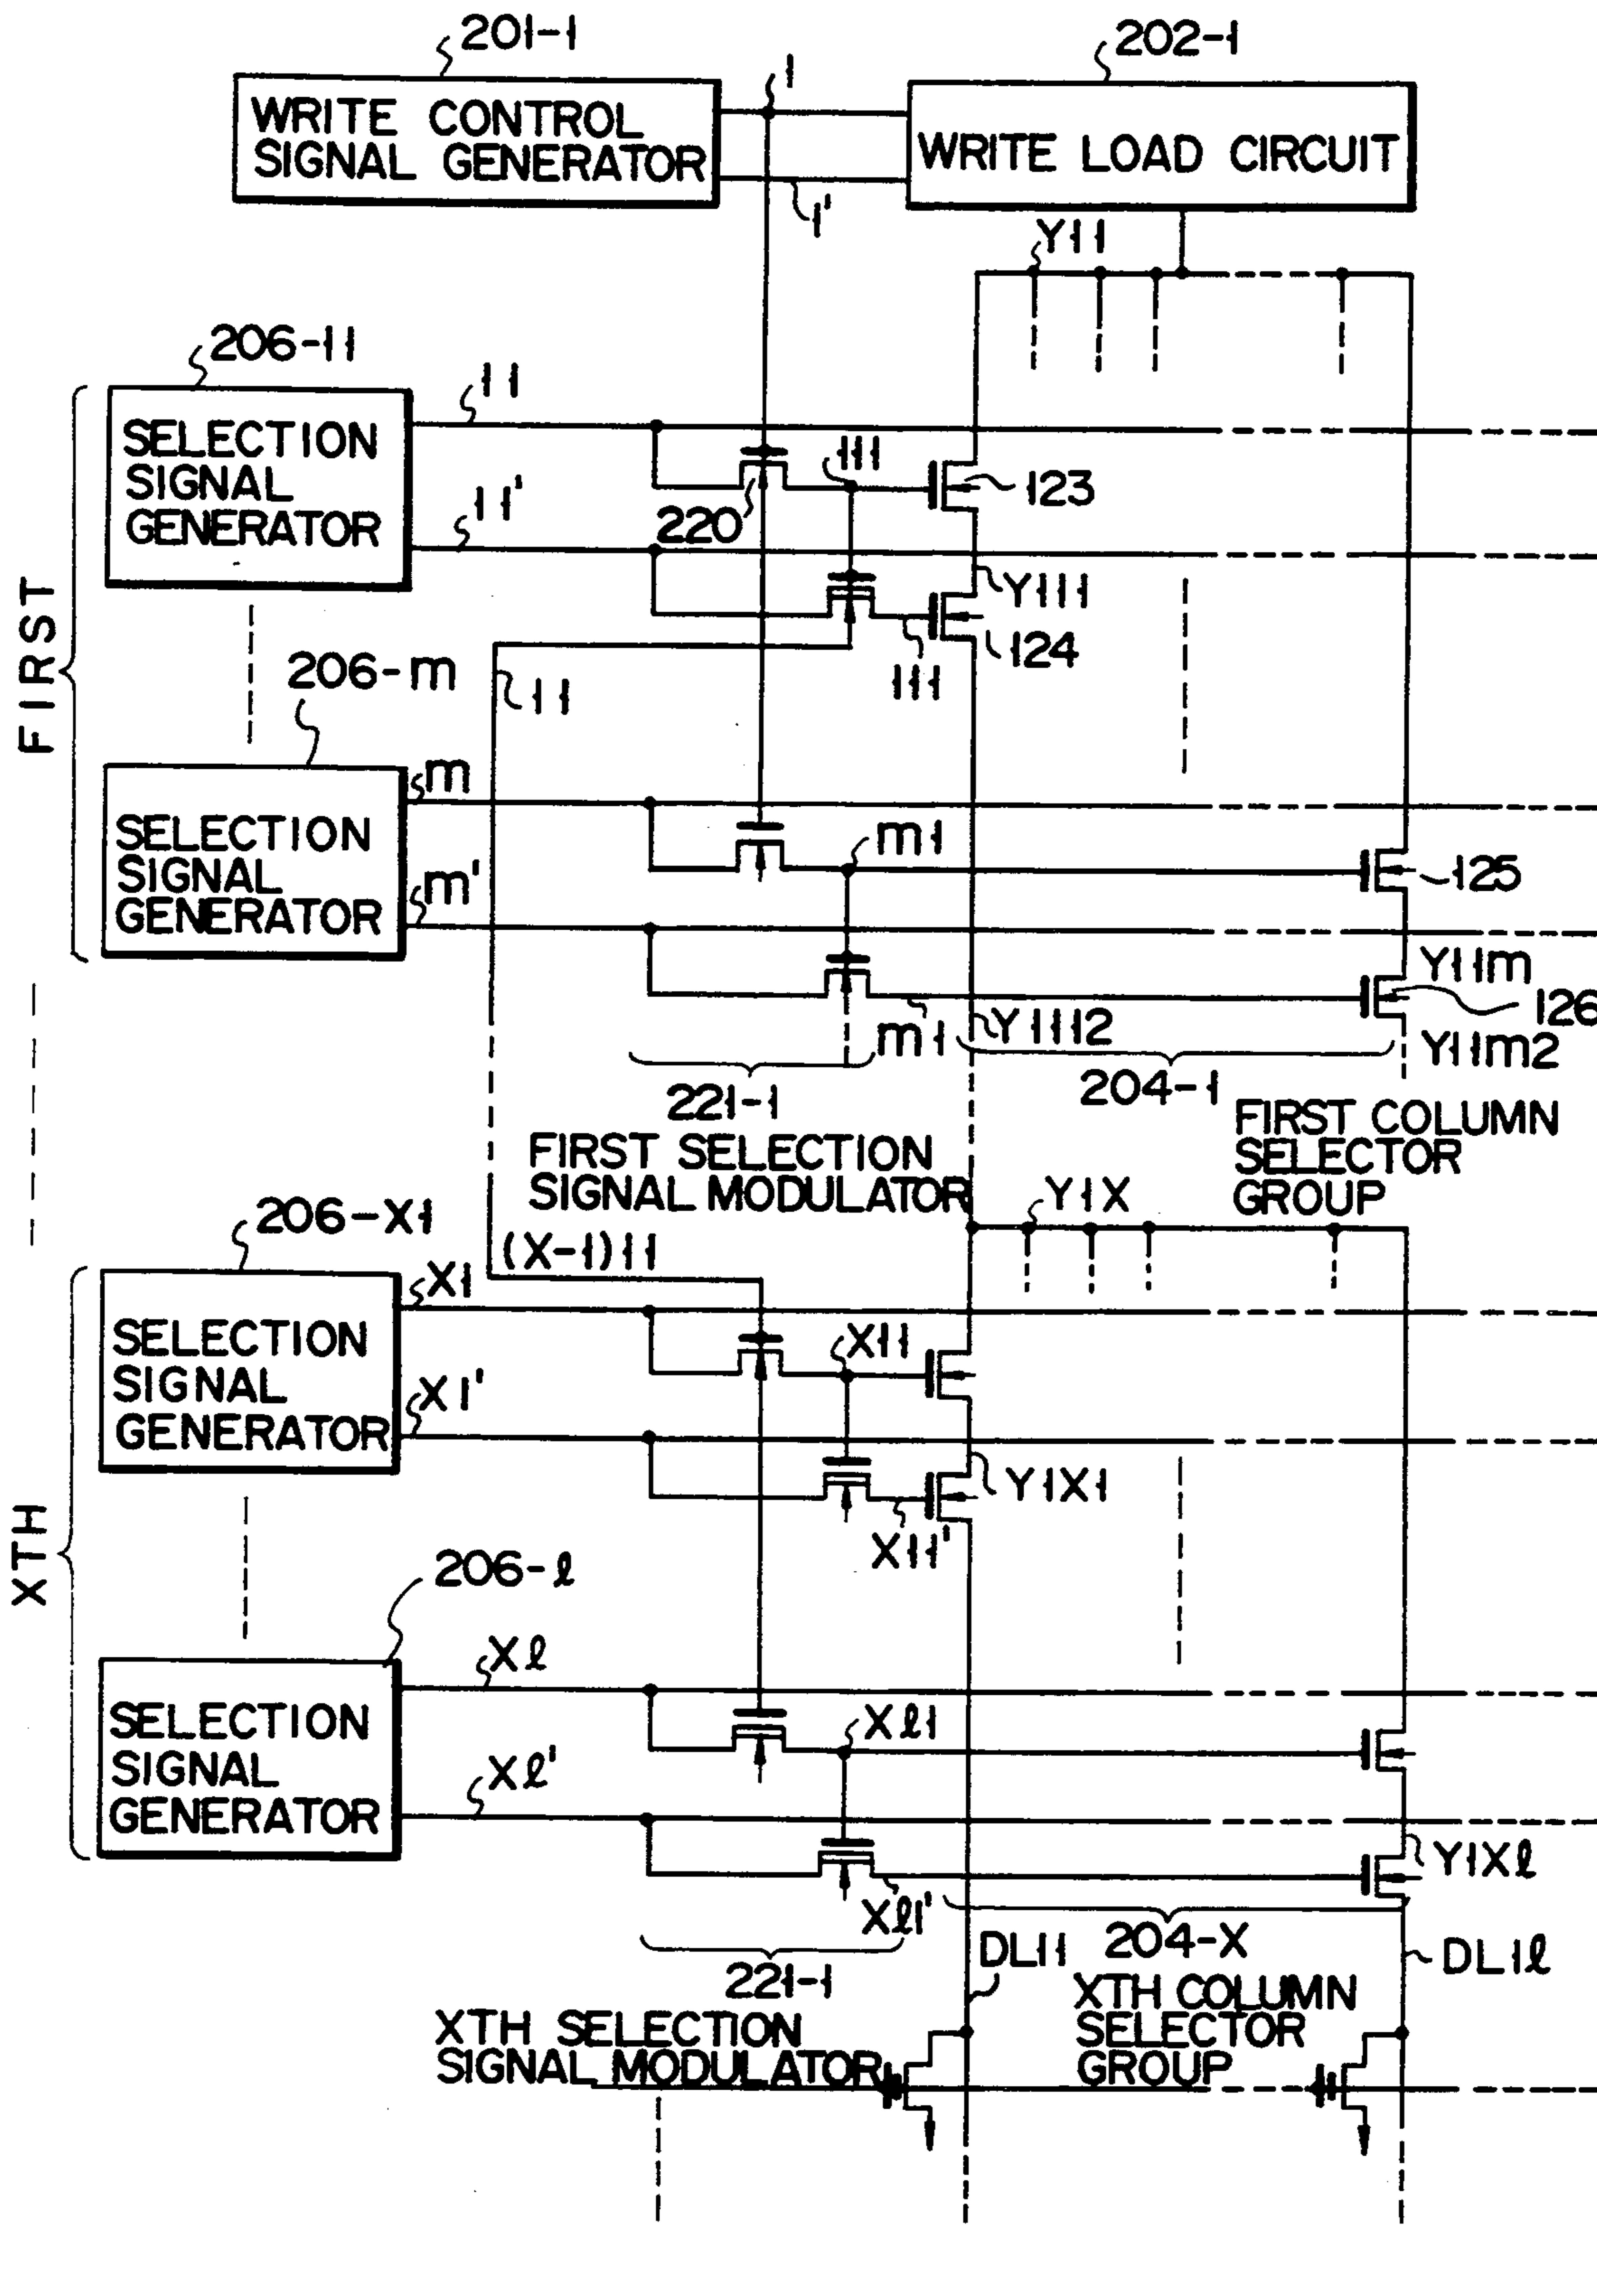 201-1
202-1
1
WRITE CONTROL
SIGNAL GENERATOR
WRITE LOAD CIRCUIT
1'
Y11
206-11
11
SELECTION
SIGNAL
GENERATOR
111
123
220
11'
Y111
124
111
11
FIRST
206-m
m
SELECTION
SIGNAL
GENERATOR
m1
125
m'
Y11m
126
m1
Y1112
Y11m2
221-1
204-1
FIRST SELECTION
SIGNAL MODULATOR
FIRST COLUMN
SELECTOR
GROUP
206-X1
Y1X
(X-1)11
X1
SELECTION
SIGNAL
GENERATOR
X11
X1'
Y1X1
X11'
XTH
206-ℓ
Xℓ
SELECTION
SIGNAL
GENERATOR
Xℓ1
Xℓ'
Y1Xℓ
Xℓ1'
DL11
204-X
DL1ℓ
221-1
XTH SELECTION
SIGNAL MODULATOR
XTH COLUMN
SELECTOR
GROUP